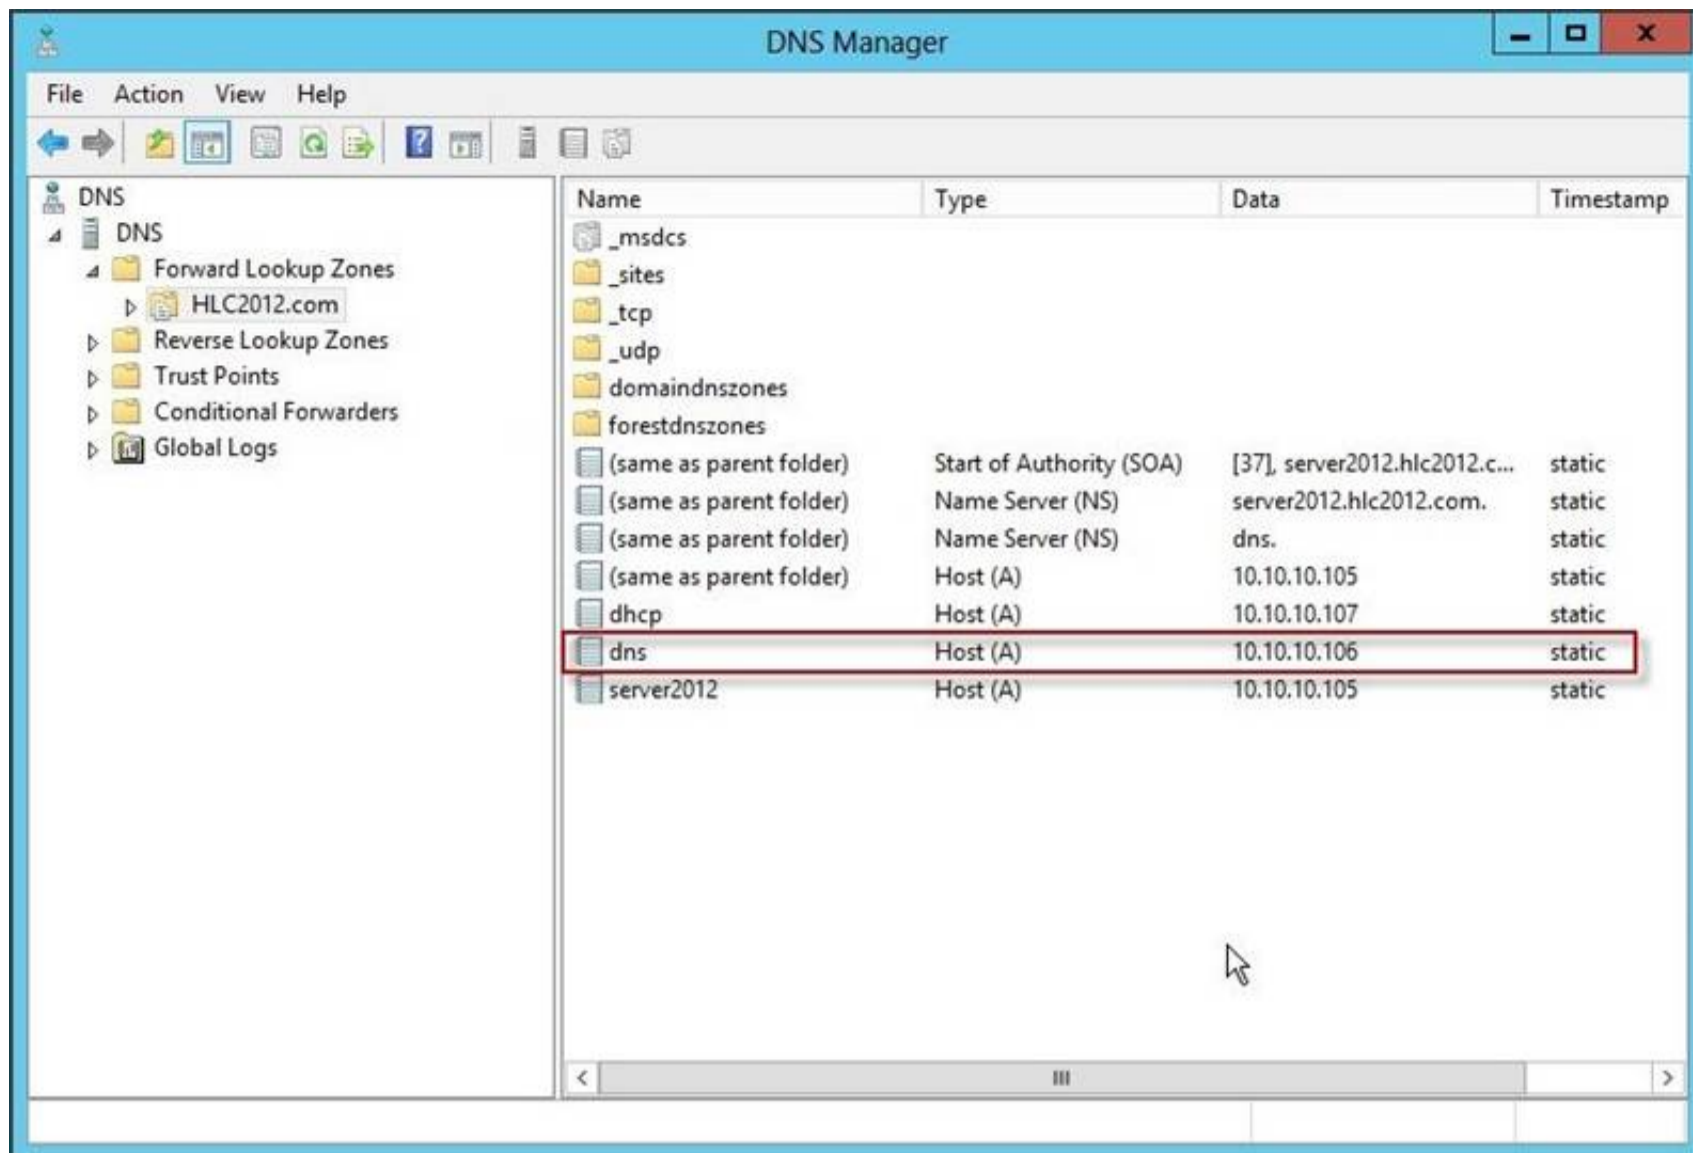 DNS Manager
File Action View Help
DNS
DNS
Forward Lookup Zones
HLC2012.com
Reverse Lookup Zones
Trust Points
Conditional Forwarders
Global Logs
Name Type Data Timestamp
_msdcs
_sites
_tcp
_udp
domaindnszones
forestdnszones
(same as parent folder) Start of Authority (SOA) [37], server2012.hlc2012.c... static
(same as parent folder) Name Server (NS) server2012.hlc2012.com. static
(same as parent folder) Name Server (NS) dns. static
(same as parent folder) Host (A) 10.10.10.105 static
dhcp Host (A) 10.10.10.107 static
dns Host (A) 10.10.10.106 static
server2012 Host (A) 10.10.10.105 static